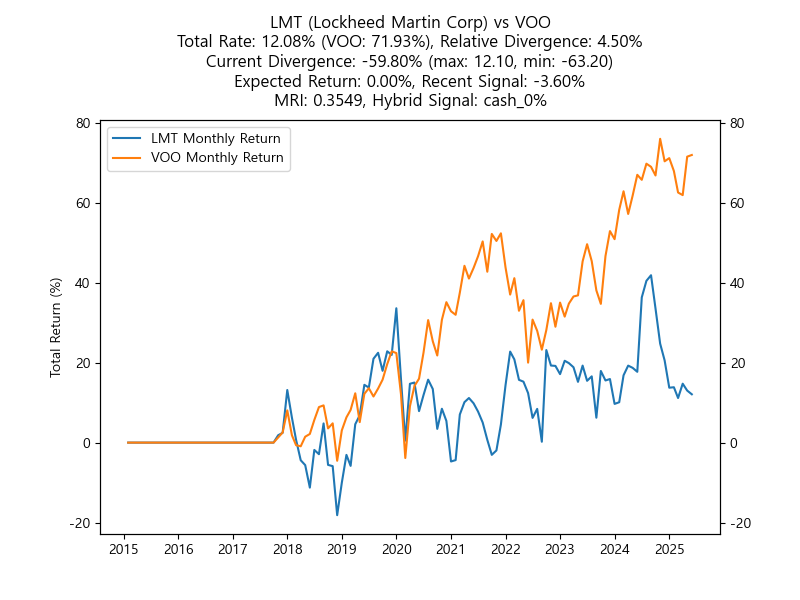 LMT (Lockheed Martin Corp) vs VOO
Total Rate: 12.08% (VOO: 71.93%), Relative Divergence: 4.50%
Current Divergence: -59.80% (max: 12.10, min: -63.20)
Expected Return: 0.00%, Recent Signal: -3.60%
MRI: 0.3549, Hybrid Signal: cash_0%
LMT Monthly Return
VOO Monthly Return
Total Return (%)
80
60
40
20
0
-20
80
60
40
20
0
-20
2015 2016 2017 2018 2019 2020 2021 2022 2023 2024 2025